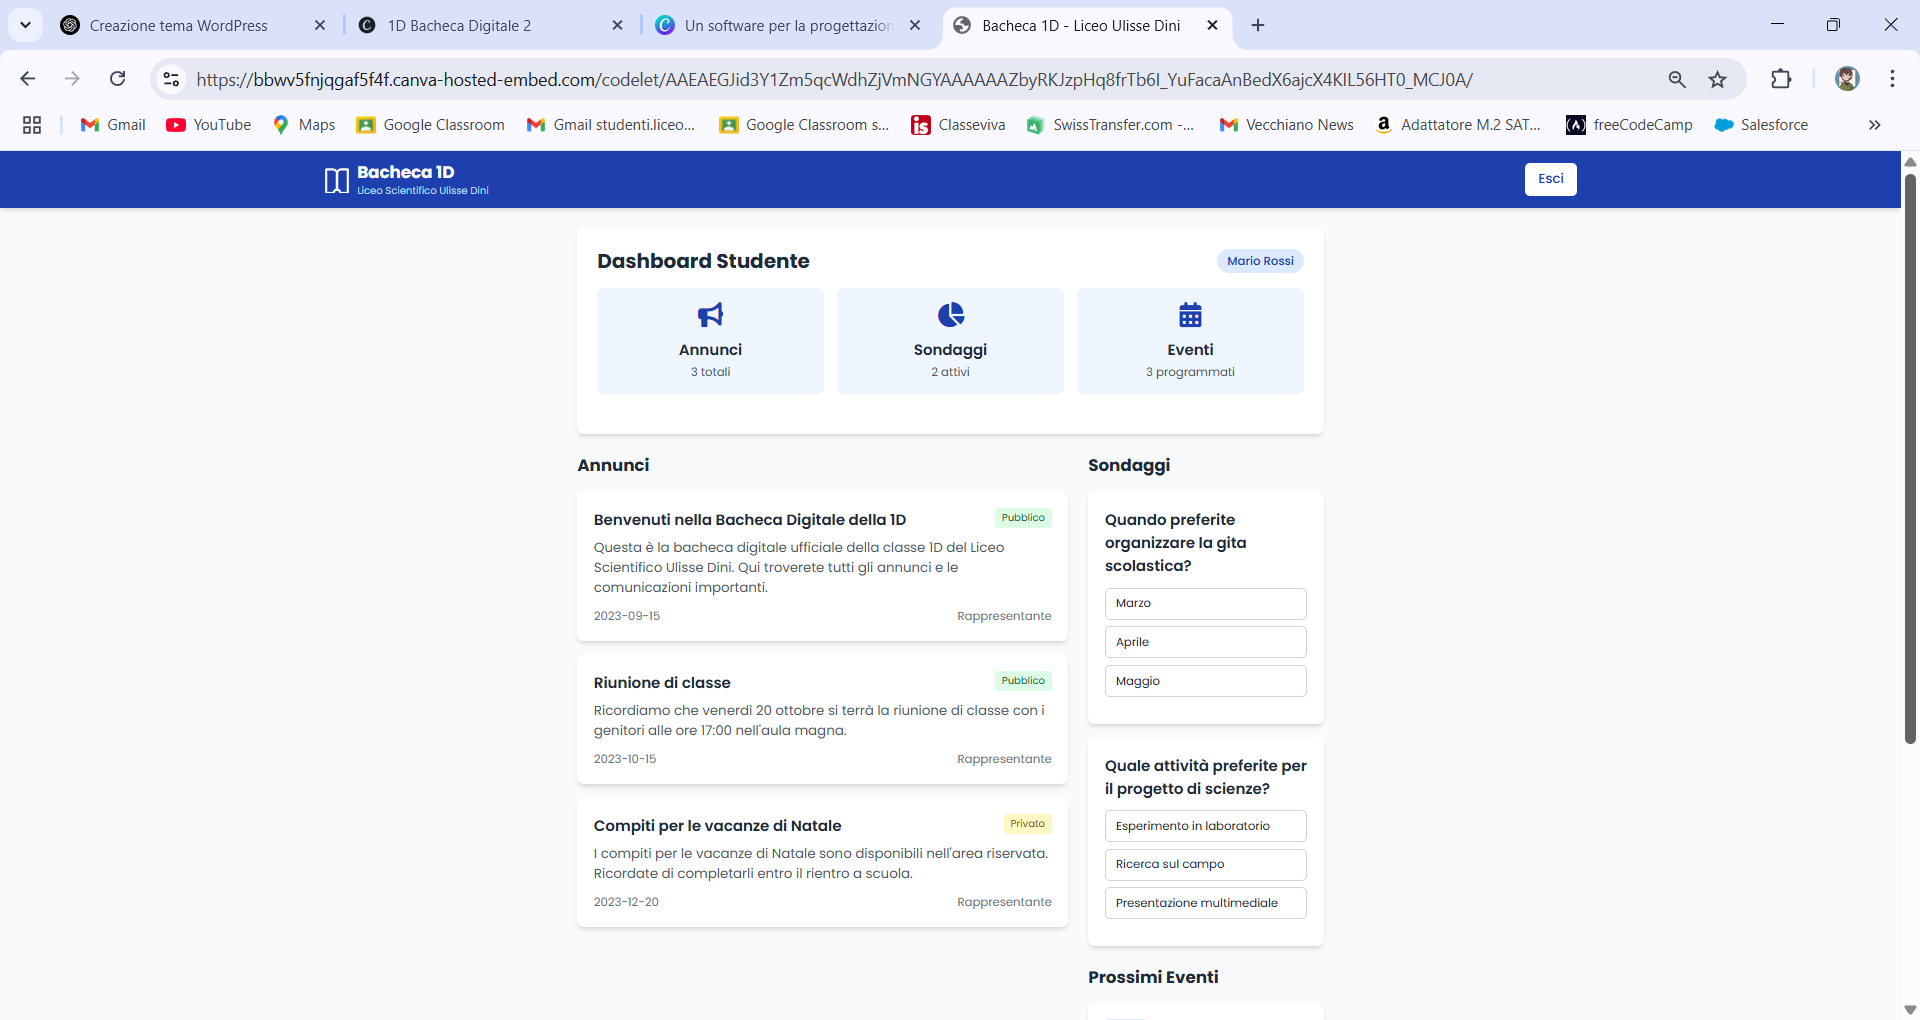 Creazione tema WordPress
1D Bacheca Digitale 2
Un software per la progettazion
Bacheca 1D - Liceo Ulisse Dini
https://bbwv5fnjqgaf5f4f.canva-hosted-embed.com/codelet/AAEAEGJid3Y1Zm5qcWdhZjVmNGYAAAAAAZbyRKJzpHq8frTb6I_YuFacaAnBedX6ajcX4KIL56HT0_MCJ0A/
Gmail
YouTube
Maps
Google Classroom
Gmail studenti.liceo...
Google Classroom s...
Classeviva
SwissTransfer.com -...
Vecchiano News
Adattatore M.2 SAT...
freeCodeCamp
Salesforce
Bacheca 1D
Liceo Scientifico Ulisse Dini
Esci
Dashboard Studente
Mario Rossi
Annunci
3 totali
Sondaggi
2 attivi
Eventi
3 programmati
Annunci
Benvenuti nella Bacheca Digitale della 1D
Pubblico
Questa è la bacheca digitale ufficiale della classe 1D del Liceo
Scientifico Ulisse Dini. Qui troverete tutti gli annunci e le
comunicazioni importanti.
2023-09-15
Rappresentante
Riunione di classe
Pubblico
Ricordiamo che venerdì 20 ottobre si terrà la riunione di classe con i
genitori alle ore 17:00 nell'aula magna.
2023-10-15
Rappresentante
Compiti per le vacanze di Natale
Privato
I compiti per le vacanze di Natale sono disponibili nell'area riservata.
Ricordate di completarli entro il rientro a scuola.
2023-12-20
Rappresentante
Sondaggi
Quando preferite
organizzare la gita
scolastica?
Marzo
Aprile
Maggio
Quale attività preferite per
il progetto di scienze?
Esperimento in laboratorio
Ricerca sul campo
Presentazione multimediale
Prossimi Eventi